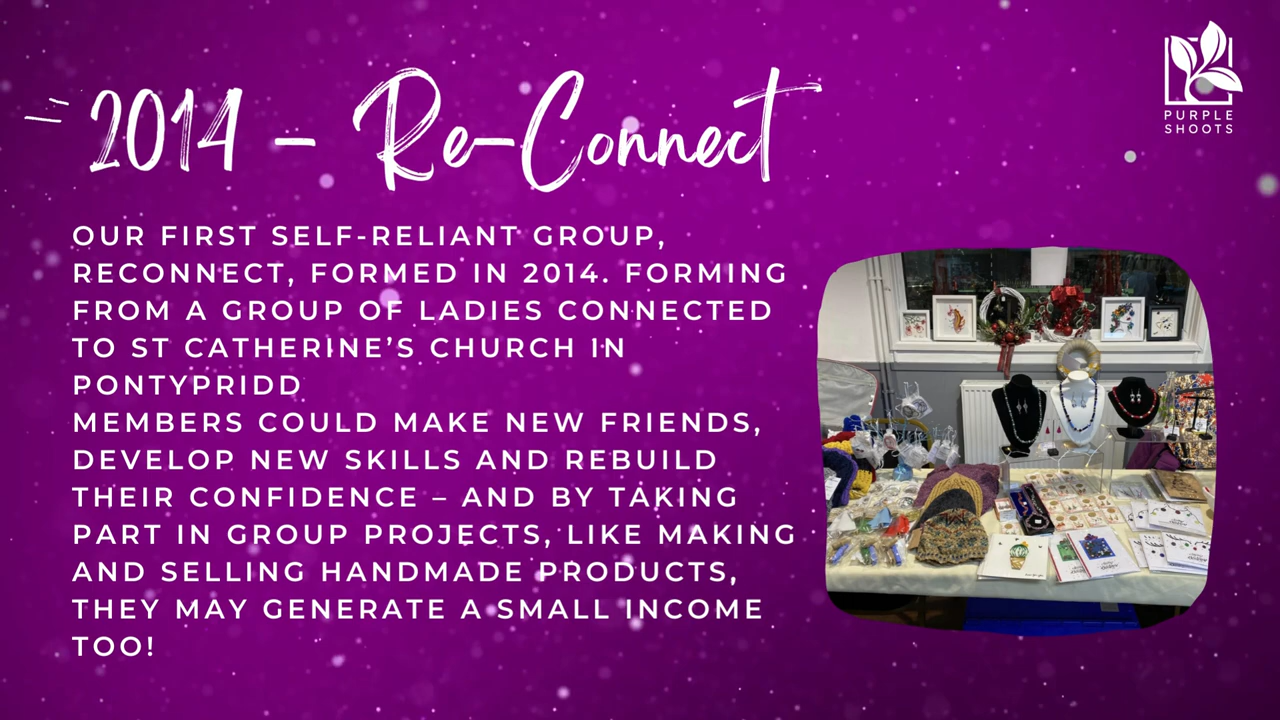 2014 – Re-Connect
PURPLE
SHOOTS
OUR FIRST SELF-RELIANT GROUP,
RECONNECT, FORMED IN 2014. FORMING
FROM A GROUP OF LADIES CONNECTED
TO ST CATHERINE’S CHURCH IN
PONTYPRIDD
MEMBERS COULD MAKE NEW FRIENDS,
DEVELOP NEW SKILLS AND REBUILD
THEIR CONFIDENCE – AND BY TAKING
PART IN GROUP PROJECTS, LIKE MAKING
AND SELLING HANDMADE PRODUCTS,
THEY MAY GENERATE A SMALL INCOME
TOO!